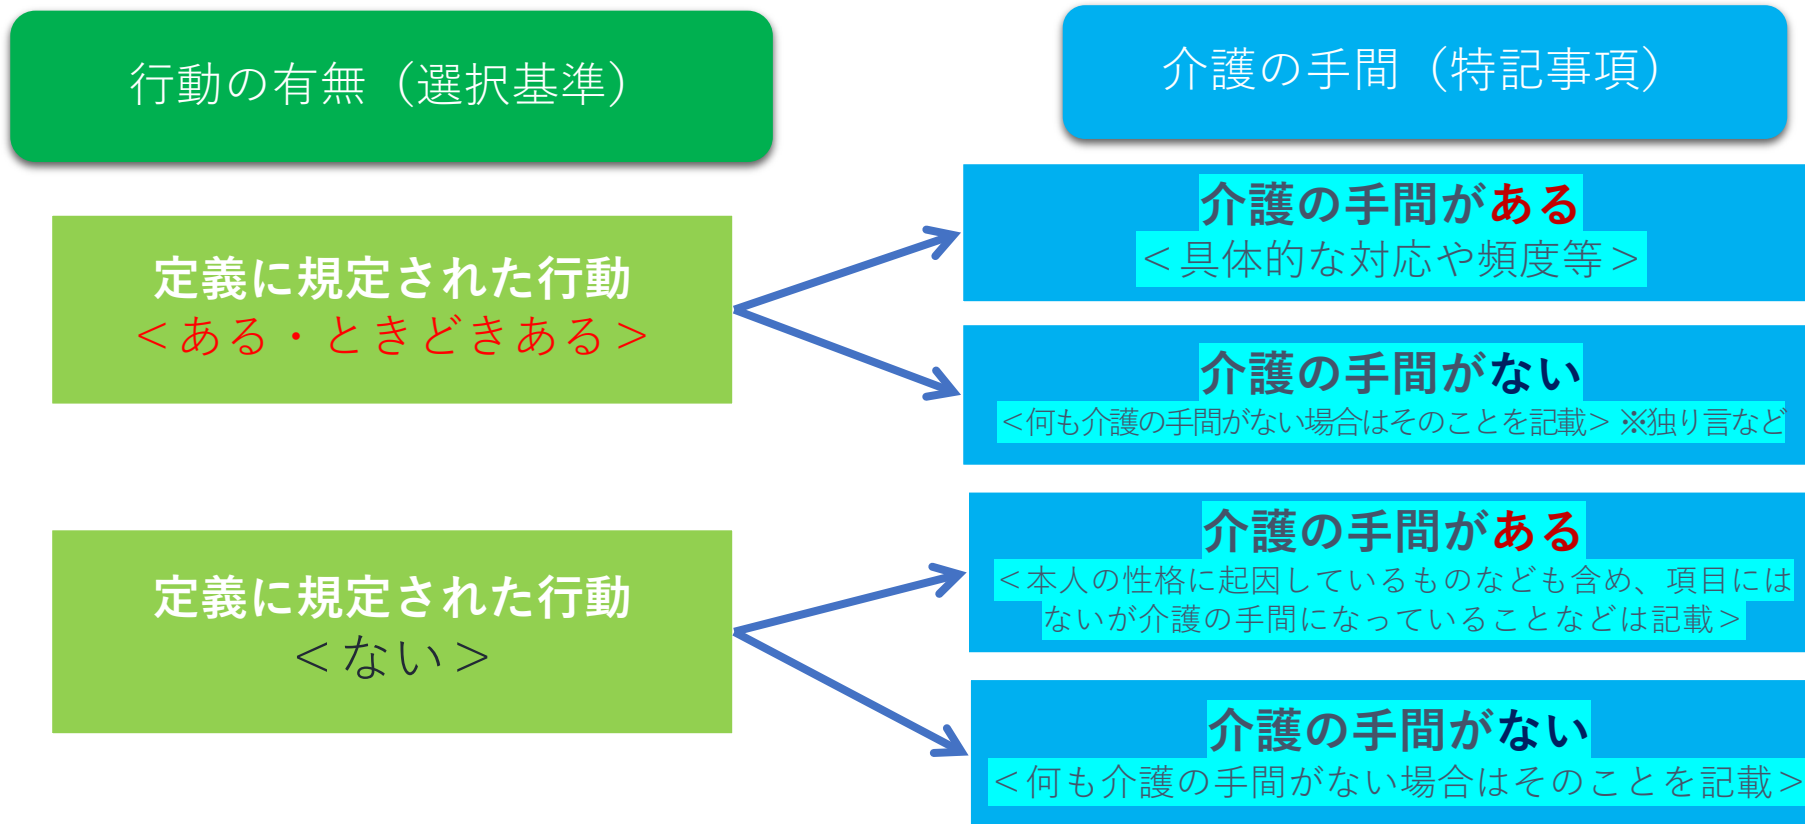 行動の有無（選択基準）
介護の手間（特記事項）
定義に規定された行動
＜ある・ときどきある＞
介護の手間がある
＜具体的な対応や頻度等＞
介護の手間がない
＜何も介護の手間がない場合はそのことを記載＞※独り言など
定義に規定された行動
＜ない＞
介護の手間がある
＜本人の性格に起因しているものなども含め、項目には
ないが介護の手間になっていることなどは記載＞
介護の手間がない
＜何も介護の手間がない場合はそのことを記載＞